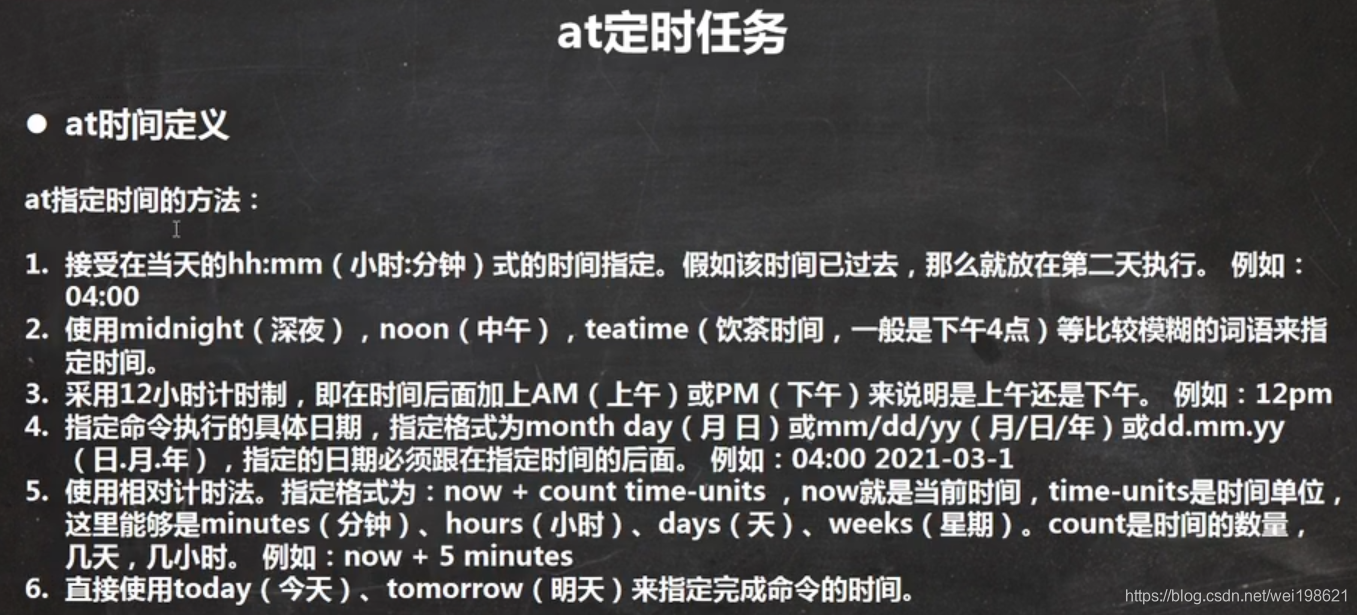 at定时任务
● at时间定义
at指定时间的方法：
1. 接受在当天的hh:mm（小时:分钟）式的时间指定。假如该时间已过去，那么就放在第二天执行。 例如：
04:00
2. 使用midnight（深夜），noon（中午），teatime（饮茶时间，一般是下午4点）等比较模糊的词语来指
定时间。
3. 采用12小时计时制，即在时间后面加上AM（上午）或PM（下午）来说明是上午还是下午。 例如：12pm
4. 指定命令执行的具体日期，指定格式为month day（月 日）或mm/dd/yy（月/日/年）或dd.mm.yy
（日.月.年），指定的日期必须跟在指定时间的后面。 例如：04:00 2021-03-1
5. 使用相对计时法。指定格式为：now + count time-units ，now就是当前时间，time-units是时间单位，
这里能够是minutes（分钟）、hours（小时）、days（天）、weeks（星期）。count是时间的数量，
几天，几小时。 例如：now + 5 minutes
6. 直接使用today（今天）、tomorrow（明天）来指定完成命令的时间。
https://blog.csdn.net/wei198621